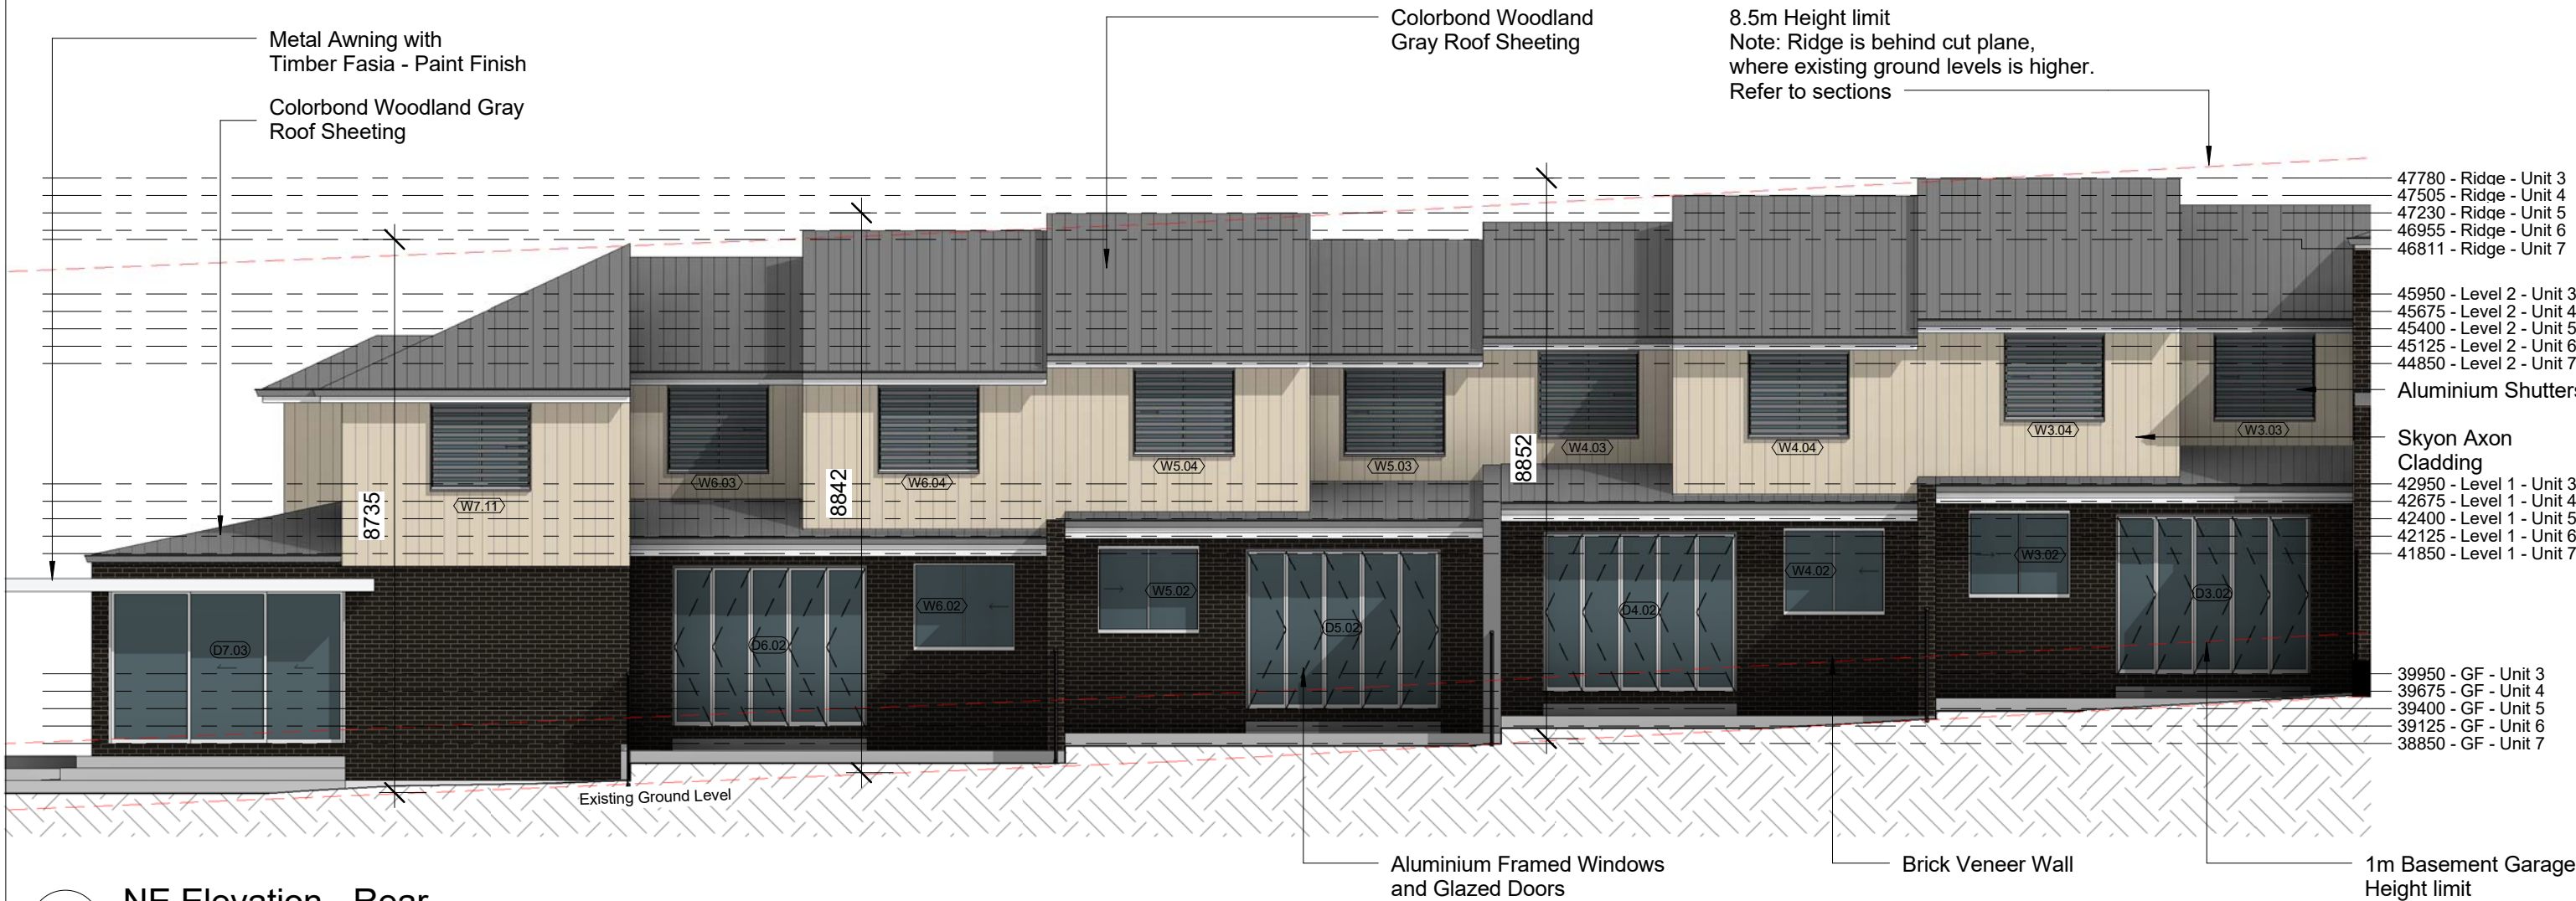 Metal Awning with
Timber Fasia - Paint Finish
Colorbond Woodland Gray
Roof Sheeting
Colorbond Woodland
Gray Roof Sheeting
8.5m Height limit
Note: Ridge is behind cut plane,
where existing ground levels is higher.
Refer to sections
47780 - Ridge - Unit 3
47505 - Ridge - Unit 4
47230 - Ridge - Unit 5
46955 - Ridge - Unit 6
46811 - Ridge - Unit 7
45950 - Level 2 - Unit 3
45675 - Level 2 - Unit 4
45400 - Level 2 - Unit 5
45125 - Level 2 - Unit 6
44850 - Level 2 - Unit 7
Aluminium Shutters
Skyon Axon
Cladding
42950 - Level 1 - Unit 3
42675 - Level 1 - Unit 4
42400 - Level 1 - Unit 5
42125 - Level 1 - Unit 6
41850 - Level 1 - Unit 7
39950 - GF - Unit 3
39675 - GF - Unit 4
39400 - GF - Unit 5
39125 - GF - Unit 6
38850 - GF - Unit 7
8735
8842
8852
W7.11
W6.03
W6.04
W5.04
W5.03
W4.03
W4.04
W3.04
W3.03
D7.03
D6.02
W6.02
W5.02
D5.02
D4.02
W4.02
W3.02
D3.02
Existing Ground Level
Aluminium Framed Windows
and Glazed Doors
Brick Veneer Wall
1m Basement Garage
Height limit
NE Elevation - Rear